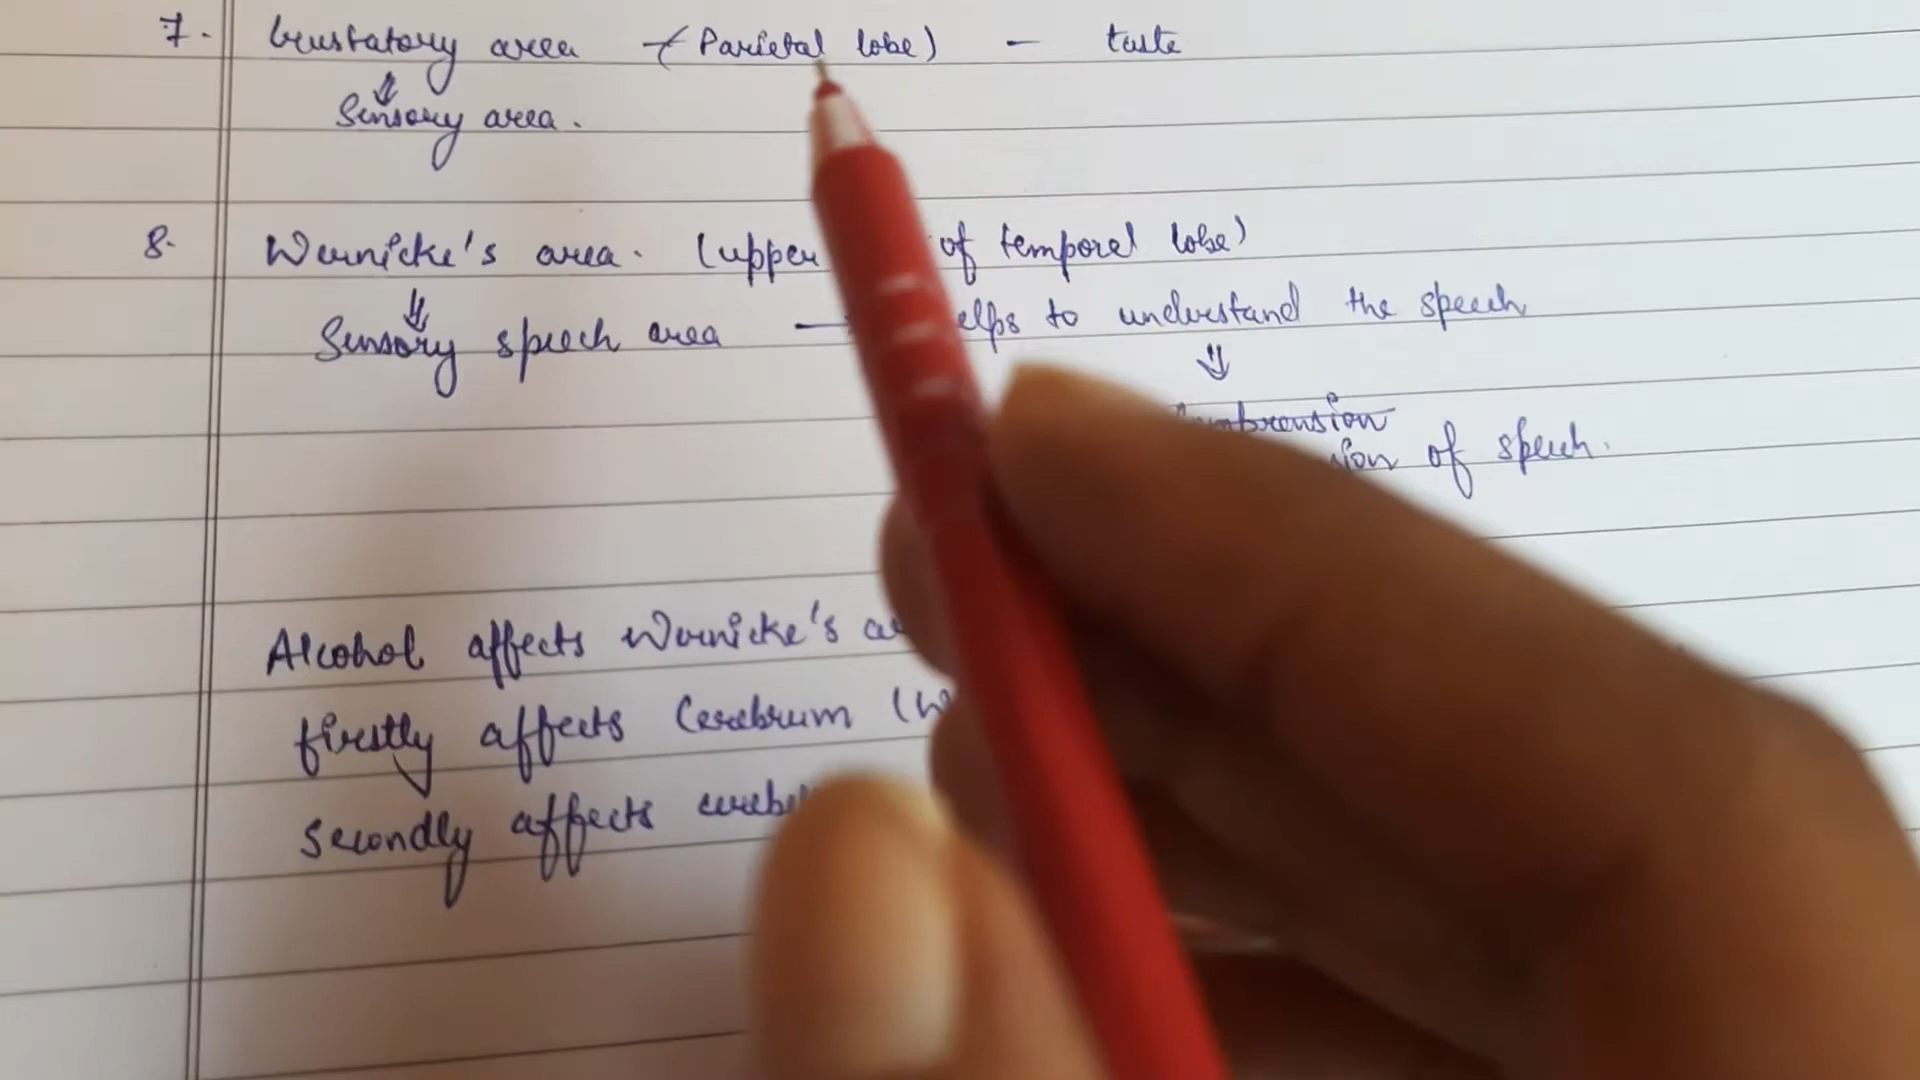 7. Gustatory area - (Parietal lobe) - taste
⇓
Sensory area.
8. Wernicke's area. (upper of temporal lobe)
⇓
Sensory speech area → elps to understand the speech
⇓
of speech.
Alcohol affects Wernicke's
firstly affects Cerebrum
Secondly affects